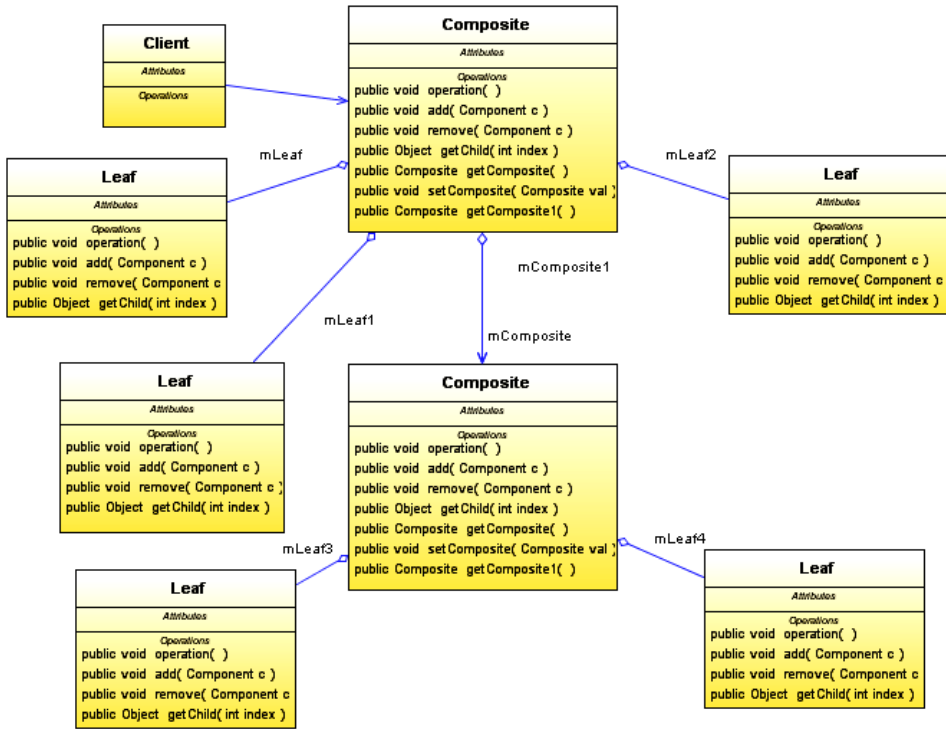 Client
Attributes
Operations
Composite
Attributes
Operations
public void operation( )
public void add( Component c )
public void remove( Component c )
public Object getChild( int index )
public Composite getComposite( )
public void setComposite( Composite val )
public Composite getComposite1( )
mLeaf
mLeaf2
Leaf
Attributes
Operations
public void operation( )
public void add( Component c )
public void remove( Component c
public Object getChild( int index )
Leaf
Attributes
Operations
public void operation( )
public void add( Component c )
public void remove( Component c
public Object getChild( int index )
mComposite1
mLeaf1
mComposite
Leaf
Attributes
Operations
public void operation( )
public void add( Component c )
public void remove( Component c )
public Object getChild( int index )
Composite
Attributes
Operations
public void operation( )
public void add( Component c )
public void remove( Component c )
public Object getChild( int index )
public Composite getComposite( )
public void setComposite( Composite val )
public Composite getComposite1( )
mLeaf3
mLeaf4
Leaf
Attributes
Operations
public void operation( )
public void add( Component c )
public void remove( Component c
public Object getChild( int index )
Leaf
Attributes
Operations
public void operation( )
public void add( Component c )
public void remove( Component c
public Object getChild( int index )